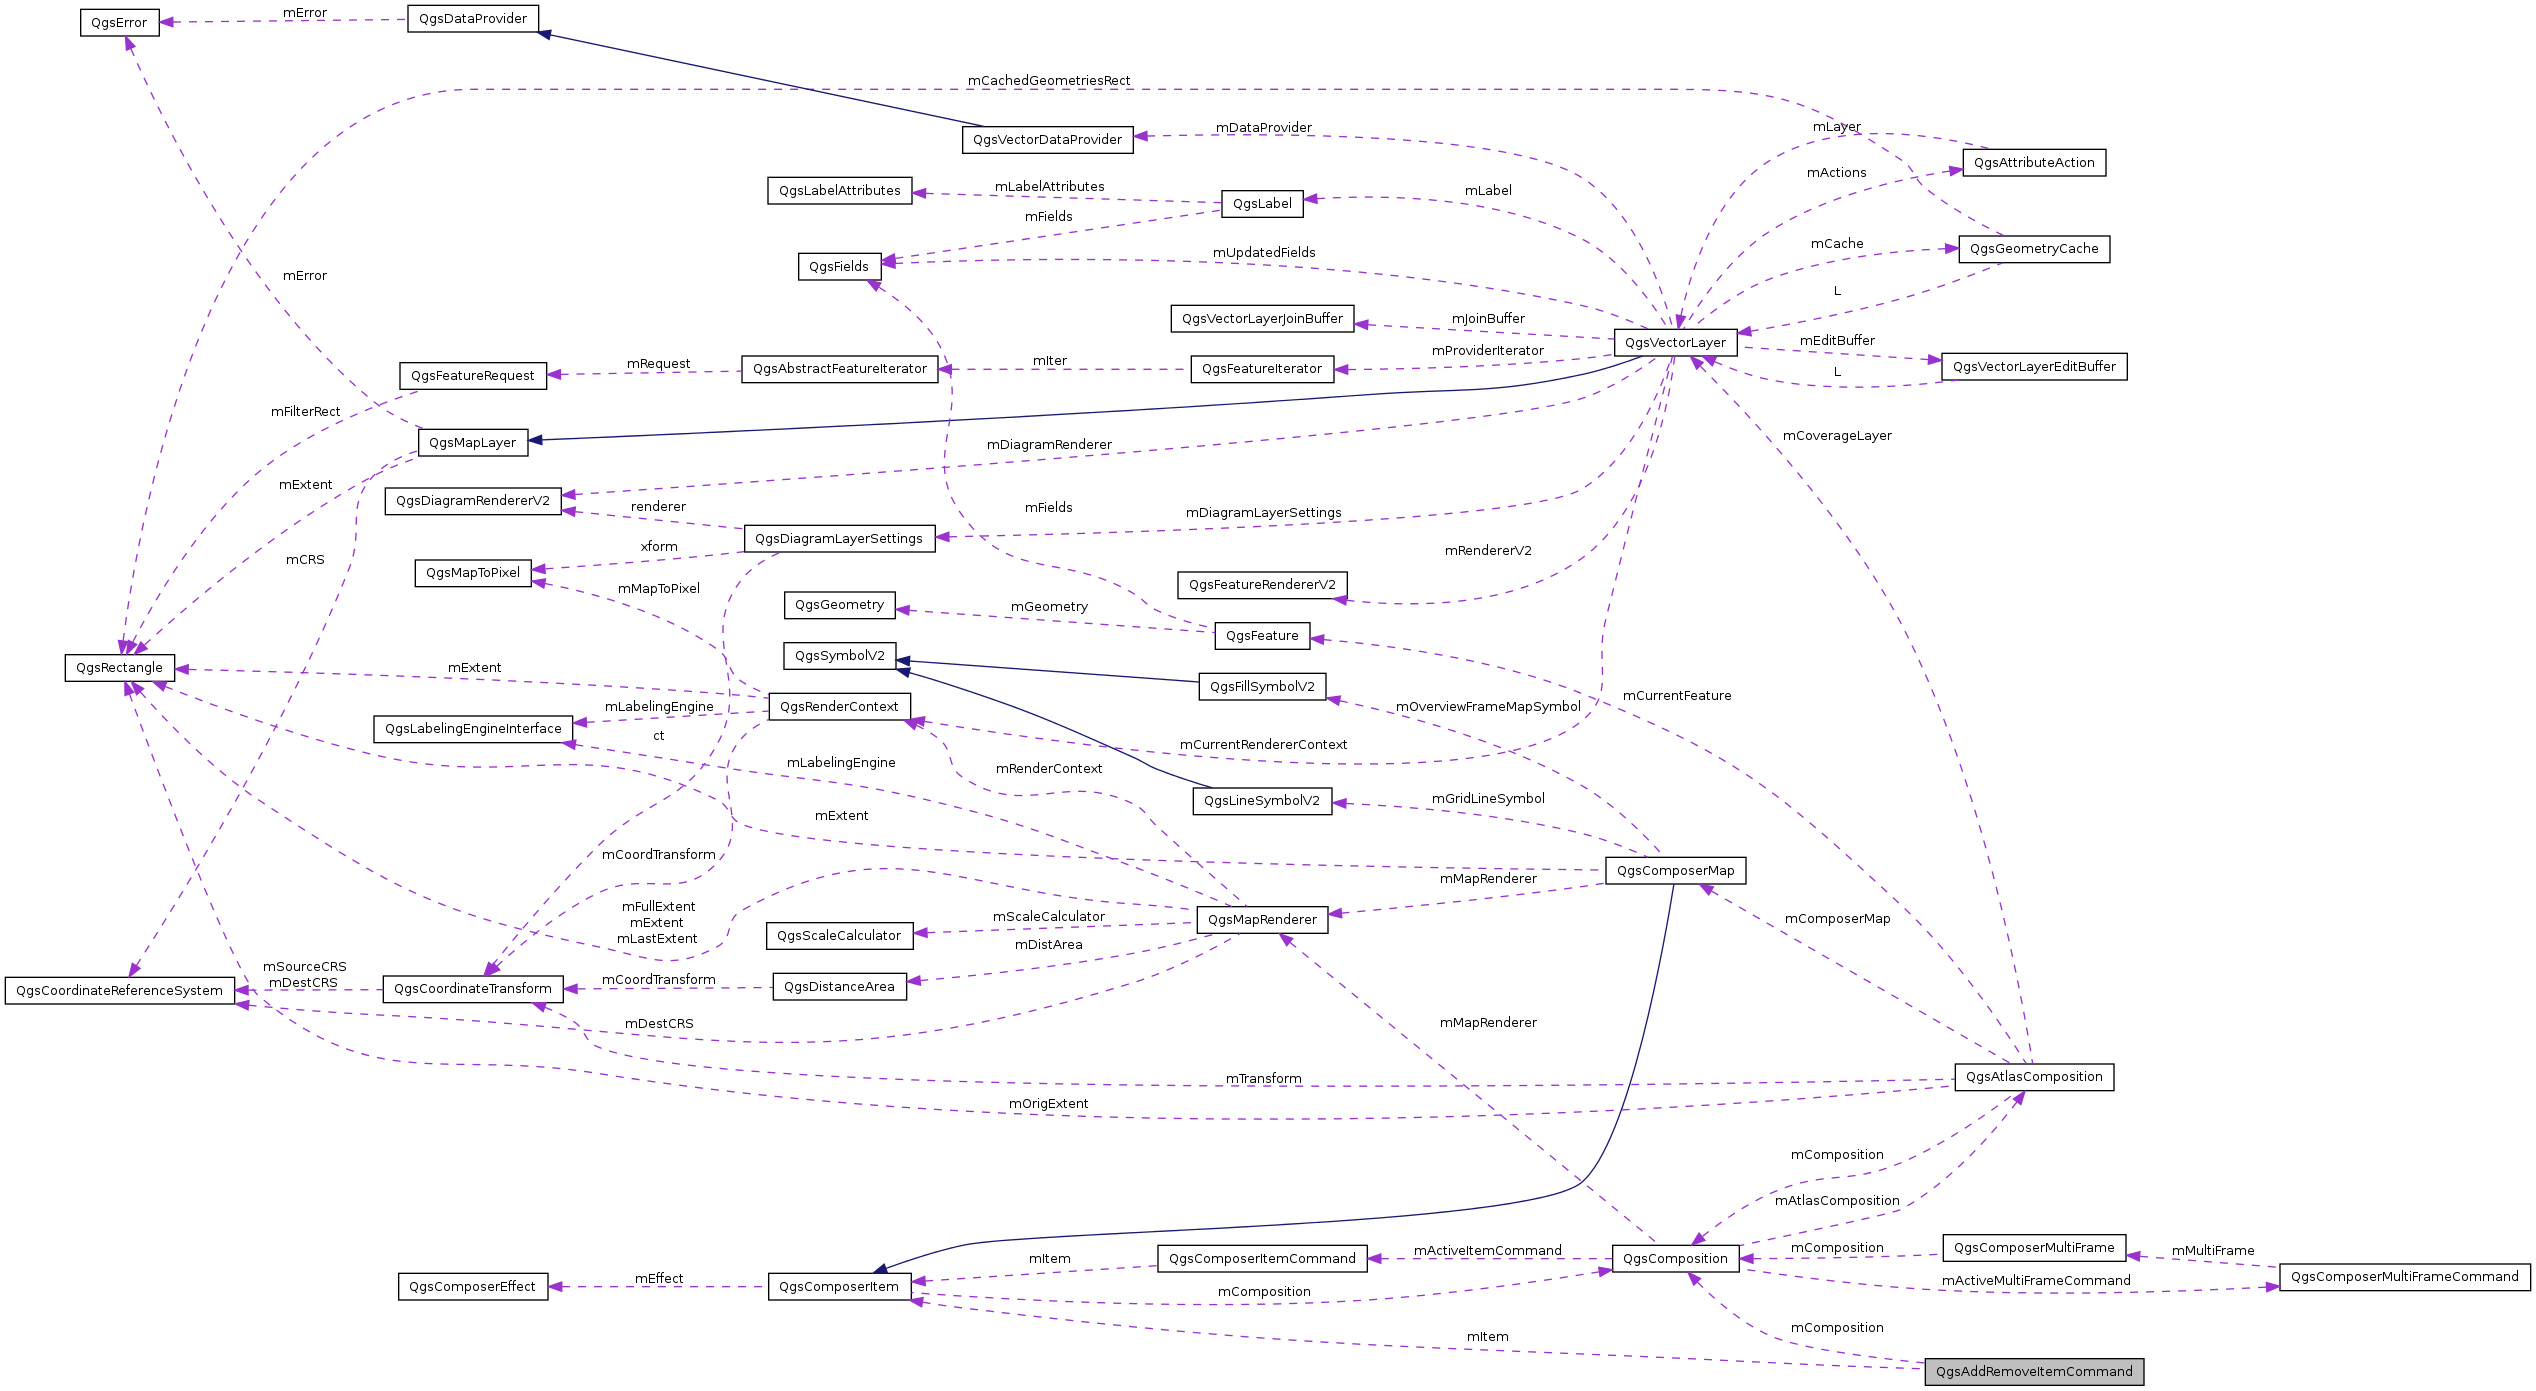 mError
QgsDataProvider
QgsError
mCachedGeometriesRect
mDataProvider
mLayer
QgsVectorDataProvider
QgsAttributeAction
mActions
mLabelAttributes
QgsLabelAttributes
mLabel
QgsLabel
mFields
mCache
QgsGeometryCache
mUpdatedFields
QgsFields
mError
L
QgsVectorLayerJoinBuffer
mJoinBuffer
QgsVectorLayer
mEditBuffer
mProviderIterator
mIter
mRequest
QgsVectorLayerEditBuffer
QgsFeatureIterator
QgsAbstractFeatureIterator
QgsFeatureRequest
L
mFilterRect
mCoverageLayer
QgsMapLayer
mDiagramRenderer
mExtent
QgsDiagramRendererV2
renderer
mFields
mDiagramLayerSettings
QgsDiagramLayerSettings
xform
mRendererV2
mCRS
QgsMapToPixel
QgsFeatureRendererV2
mMapToPixel
QgsGeometry
mGeometry
QgsFeature
QgsSymbolV2
QgsRectangle
mExtent
QgsFillSymbolV2
mCurrentFeature
mLabelingEngine
QgsRenderContext
mOverviewFrameMapSymbol
QgsLabelingEngineInterface
ct
mCurrentRendererContext
mLabelingEngine
mRenderContext
QgsLineSymbolV2
mGridLineSymbol
mExtent
mCoordTransform
QgsComposerMap
mMapRenderer
mFullExtent
mExtent
mLastExtent
mScaleCalculator
QgsMapRenderer
mComposerMap
QgsScaleCalculator
mDistArea
mSourceCRS
mDestCRS
QgsCoordinateReferenceSystem
QgsCoordinateTransform
mCoordTransform
QgsDistanceArea
mDestCRS
mMapRenderer
mTransform
QgsAtlasComposition
mOrigExtent
mComposition
mAtlasComposition
mItem
QgsComposerItemCommand
mActiveItemCommand
QgsComposition
mComposition
QgsComposerMultiFrame
mMultiFrame
QgsComposerEffect
mEffect
QgsComposerItem
mComposition
mActiveMultiFrameCommand
QgsComposerMultiFrameCommand
mItem
mComposition
QgsAddRemoveItemCommand